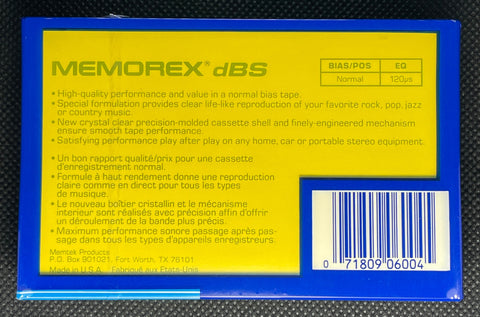 MEMOREX® dBS
BIAS/POS EQ
Normal 120µs
• High-quality performance and value in a normal bias tape.
• Special formulation provides clear life-like reproduction of your favorite rock, pop, jazz
or country music.
• New crystal clear precision-molded cassette shell and finely-engineered mechanism
ensure smooth tape performance.
• Satisfying performance play after play on any home, car or portable stereo equipment.
• Un bon rapport qualité/prix pour une cassette
d'enregistrement normal.
• Formule à haut rendement donne une reproduction
claire comme en direct pour tous les types
de musique.
• Le nouveau boîtier cristallin et le mécanisme
interieur sont réalisés avec précision afin d'offrir
un déroulement de la bande plus précis.
• Maximum performance sonore passage après pas-
sage dans tous les types d'appareils enregistreurs.
Memtek Products
P.O. Box 901021, Fort Worth, TX 76101
Made in U.S.A. / Fabriqué aux États-Unis
0 71809 06004